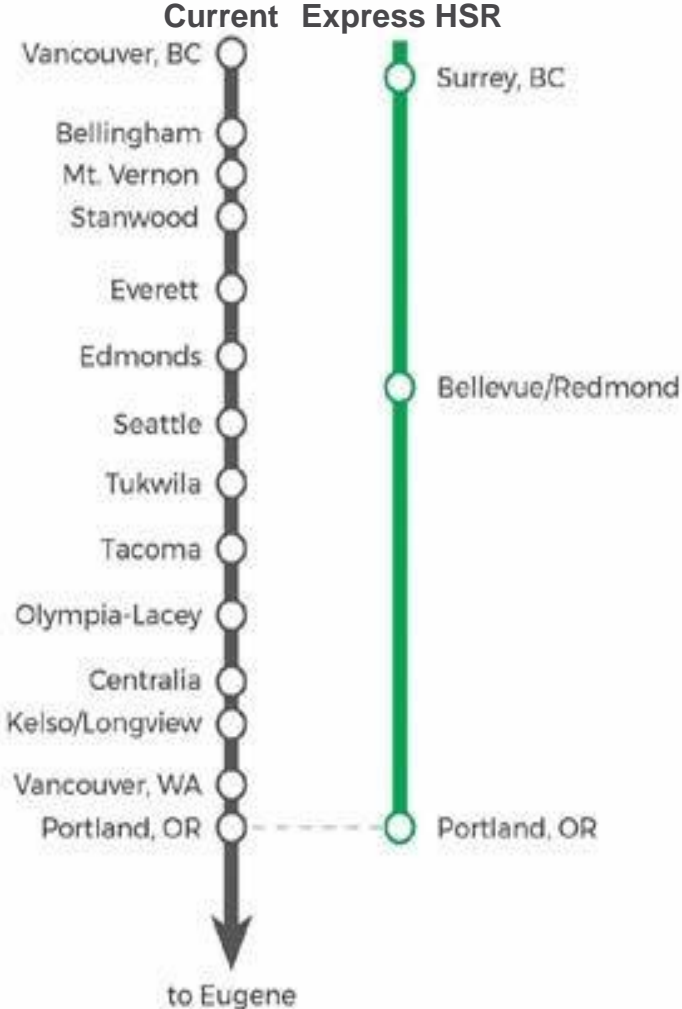 Current Express HSR
Vancouver, BC
Surrey, BC
Bellingham
Mt. Vernon
Stanwood
Everett
Edmonds
Bellevue/Redmond
Seattle
Tukwila
Tacoma
Olympia-Lacey
Centralia
Kelso/Longview
Vancouver, WA
Portland, OR
Portland, OR
to Eugene